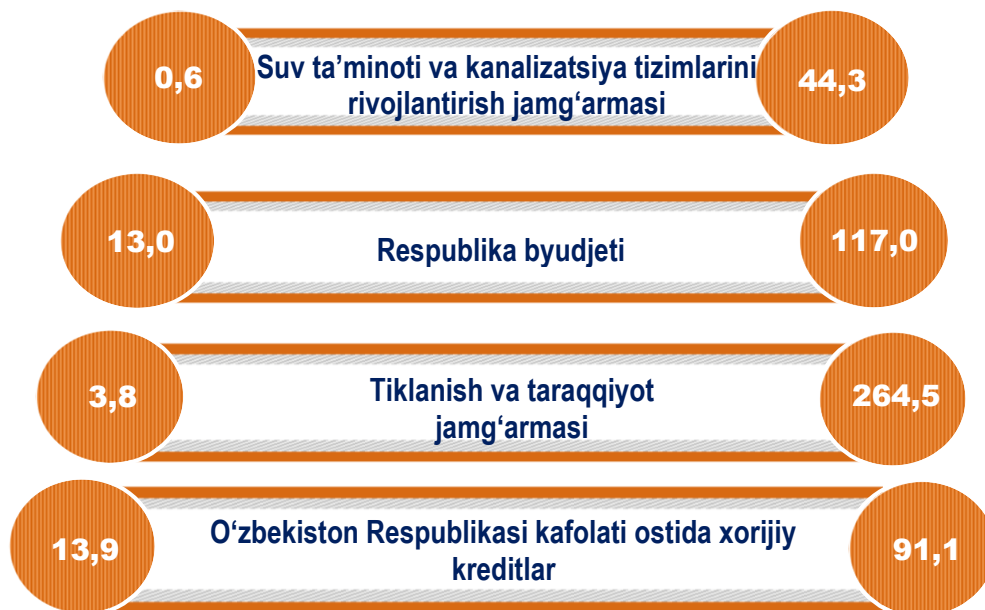 0,6
Suv ta’minoti va kanalizatsiya tizimlarini
rivojlantirish jamg‘armasi
44,3
13,0
Respublika byudjeti
117,0
3,8
Tiklanish va taraqqiyot
jamg‘armasi
264,5
13,9
O‘zbekiston Respublikasi kafolati ostida xorijiy
kreditlar
91,1